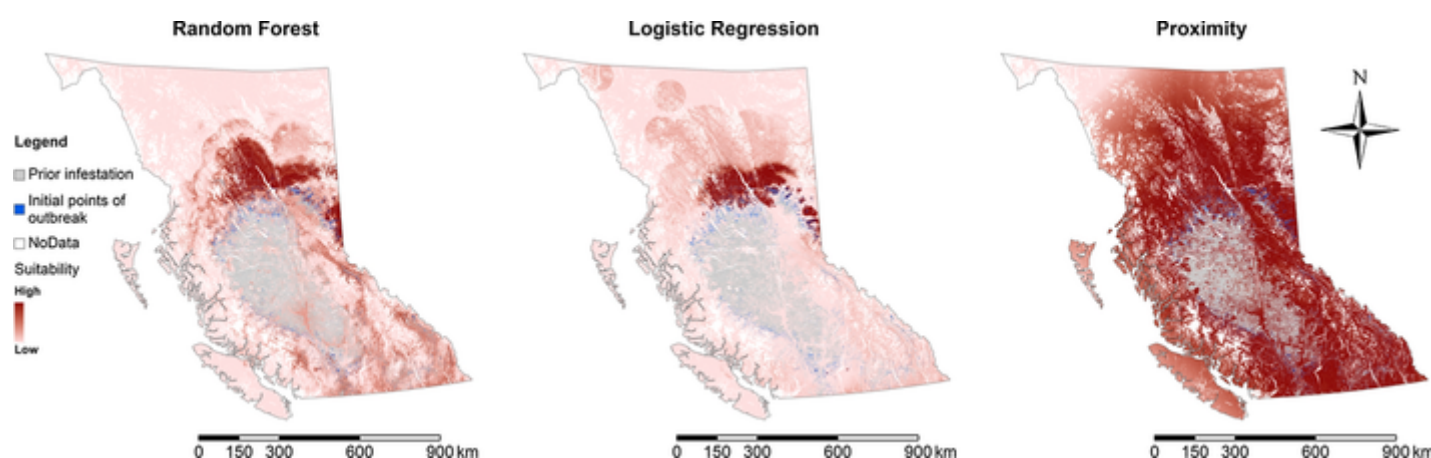 Random Forest
Logistic Regression
Proximity
N
Legend
Prior infestation
Initial points of
outbreak
NoData
Suitability
High
Low
0 150 300 600 900 km
0 150 300 600 900 km
0 150 300 600 900 km